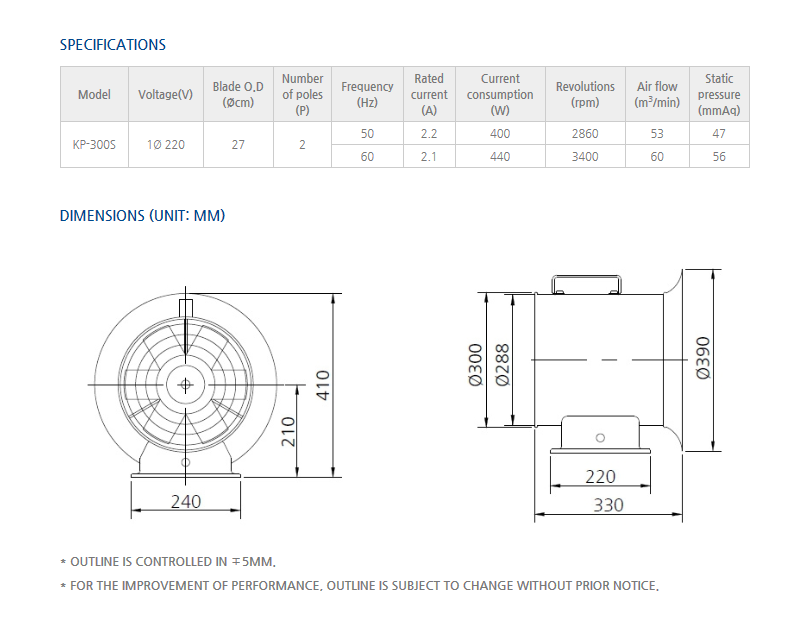 SPECIFICATIONS
Model Voltage(V) Blade O.D (Øcm) Number of poles (P) Frequency (Hz) Rated current (A) Current consumption (W) Revolutions (rpm) Air flow (m³/min) Static pressure (mmAq)
KP-300S 1Ø 220 27 2 50 2.2 400 2860 53 47
60 2.1 440 3400 60 56
DIMENSIONS (UNIT: MM)
410
210
240
Ø300
Ø288
Ø390
220
330
* OUTLINE IS CONTROLLED IN ∓5MM.
* FOR THE IMPROVEMENT OF PERFORMANCE. OUTLINE IS SUBJECT TO CHANGE WITHOUT PRIOR NOTICE.